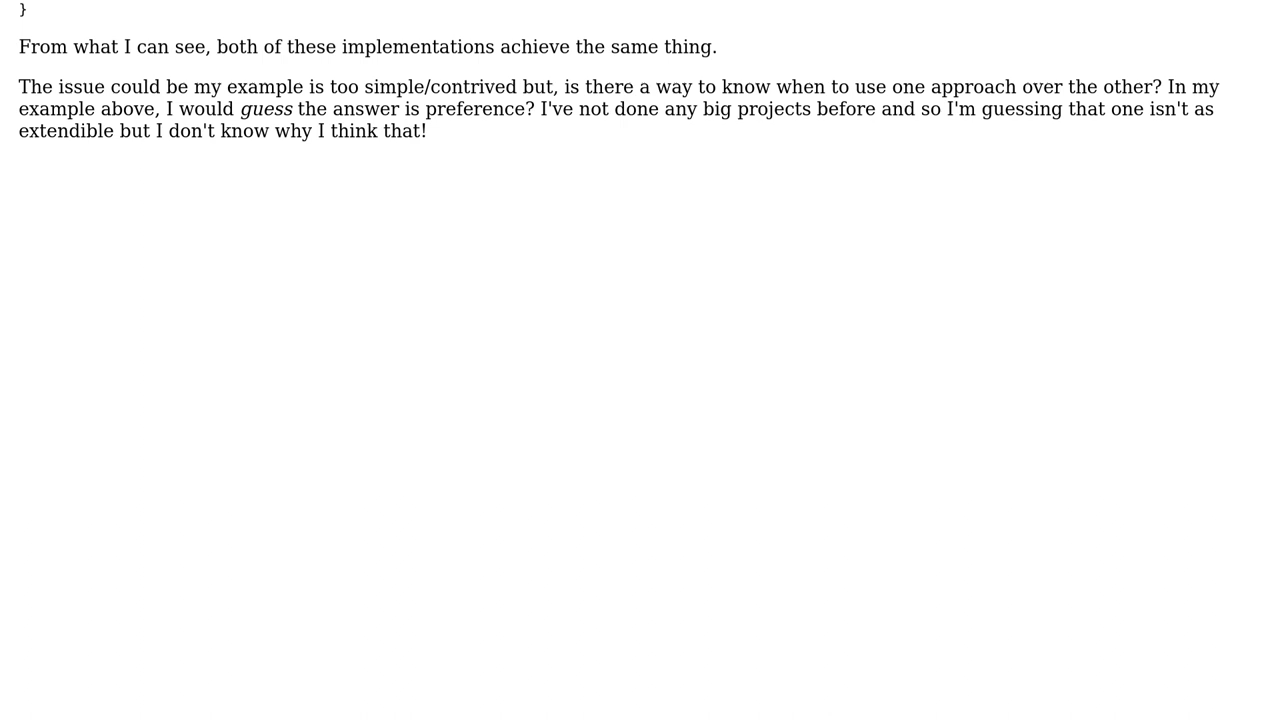 }
From what I can see, both of these implementations achieve the same thing.
The issue could be my example is too simple/contrived but, is there a way to know when to use one approach over the other? In my
example above, I would guess the answer is preference? I've not done any big projects before and so I'm guessing that one isn't as
extendible but I don't know why I think that!